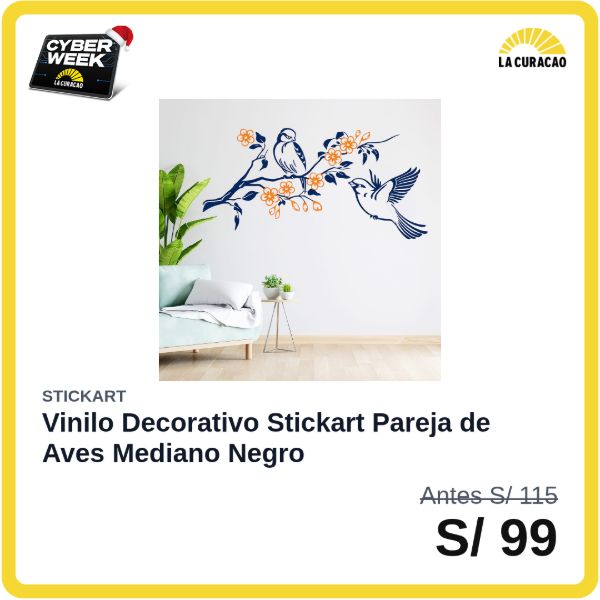 CYBER
WEEK
LA CURACAO
LA CURACAO
STICKART
Vinilo Decorativo Stickart Pareja de
Aves Mediano Negro
Antes S/ 115
S/ 99